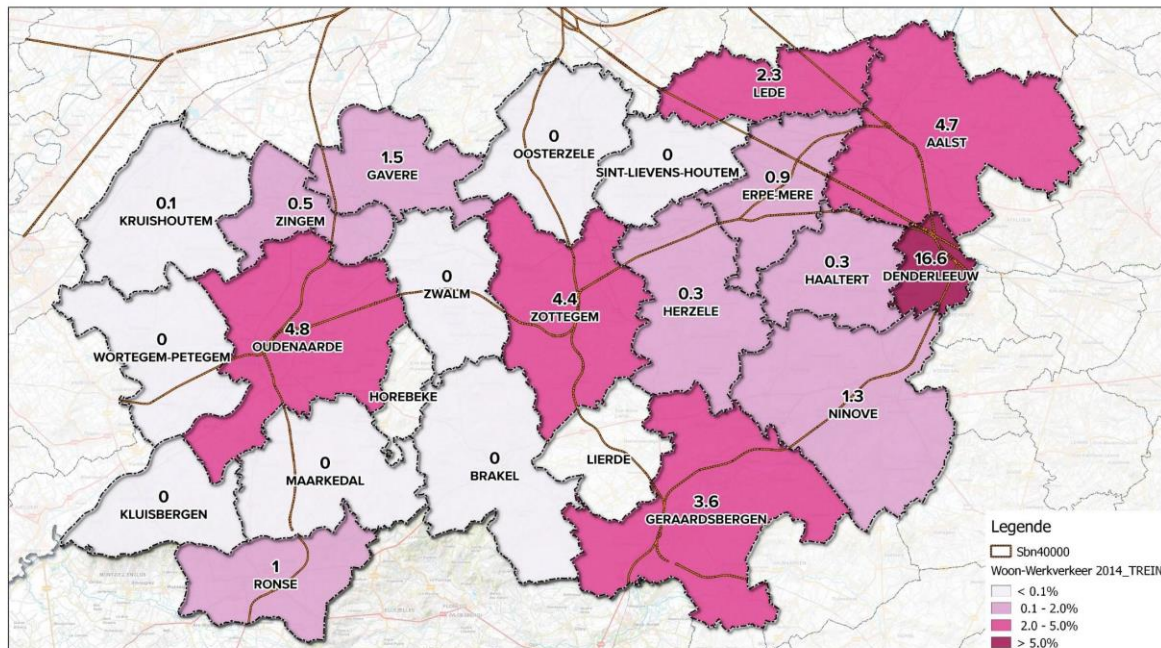 2.3
LEDE
4.7
AALST
0
OOSTERZELE
0
SINT-LIEVENS-HOUTEM
1.5
GAVERE
0.9
ERPE-MERE
0.1
KRUISHOUTEM
0.5
ZINGEM
0
ZWALM
4.4
ZOTTEGEM
0.3
HERZELE
0.3
HAALTERT
16.6
DENDERLEEUW
0
WORTEGEM-PETEGEM
4.8
OUDENAARDE
HOREBEKE
1.3
NINOVE
0
KLUISBERGEN
0
MAARKEDAL
0
BRAKEL
LIERDE
3.6
GERAARDSBERGEN
1
RONSE
Legende
Sbn40000
Woon-Werkverkeer 2014_TREIN
< 0.1%
0.1 - 2.0%
2.0 - 5.0%
> 5.0%